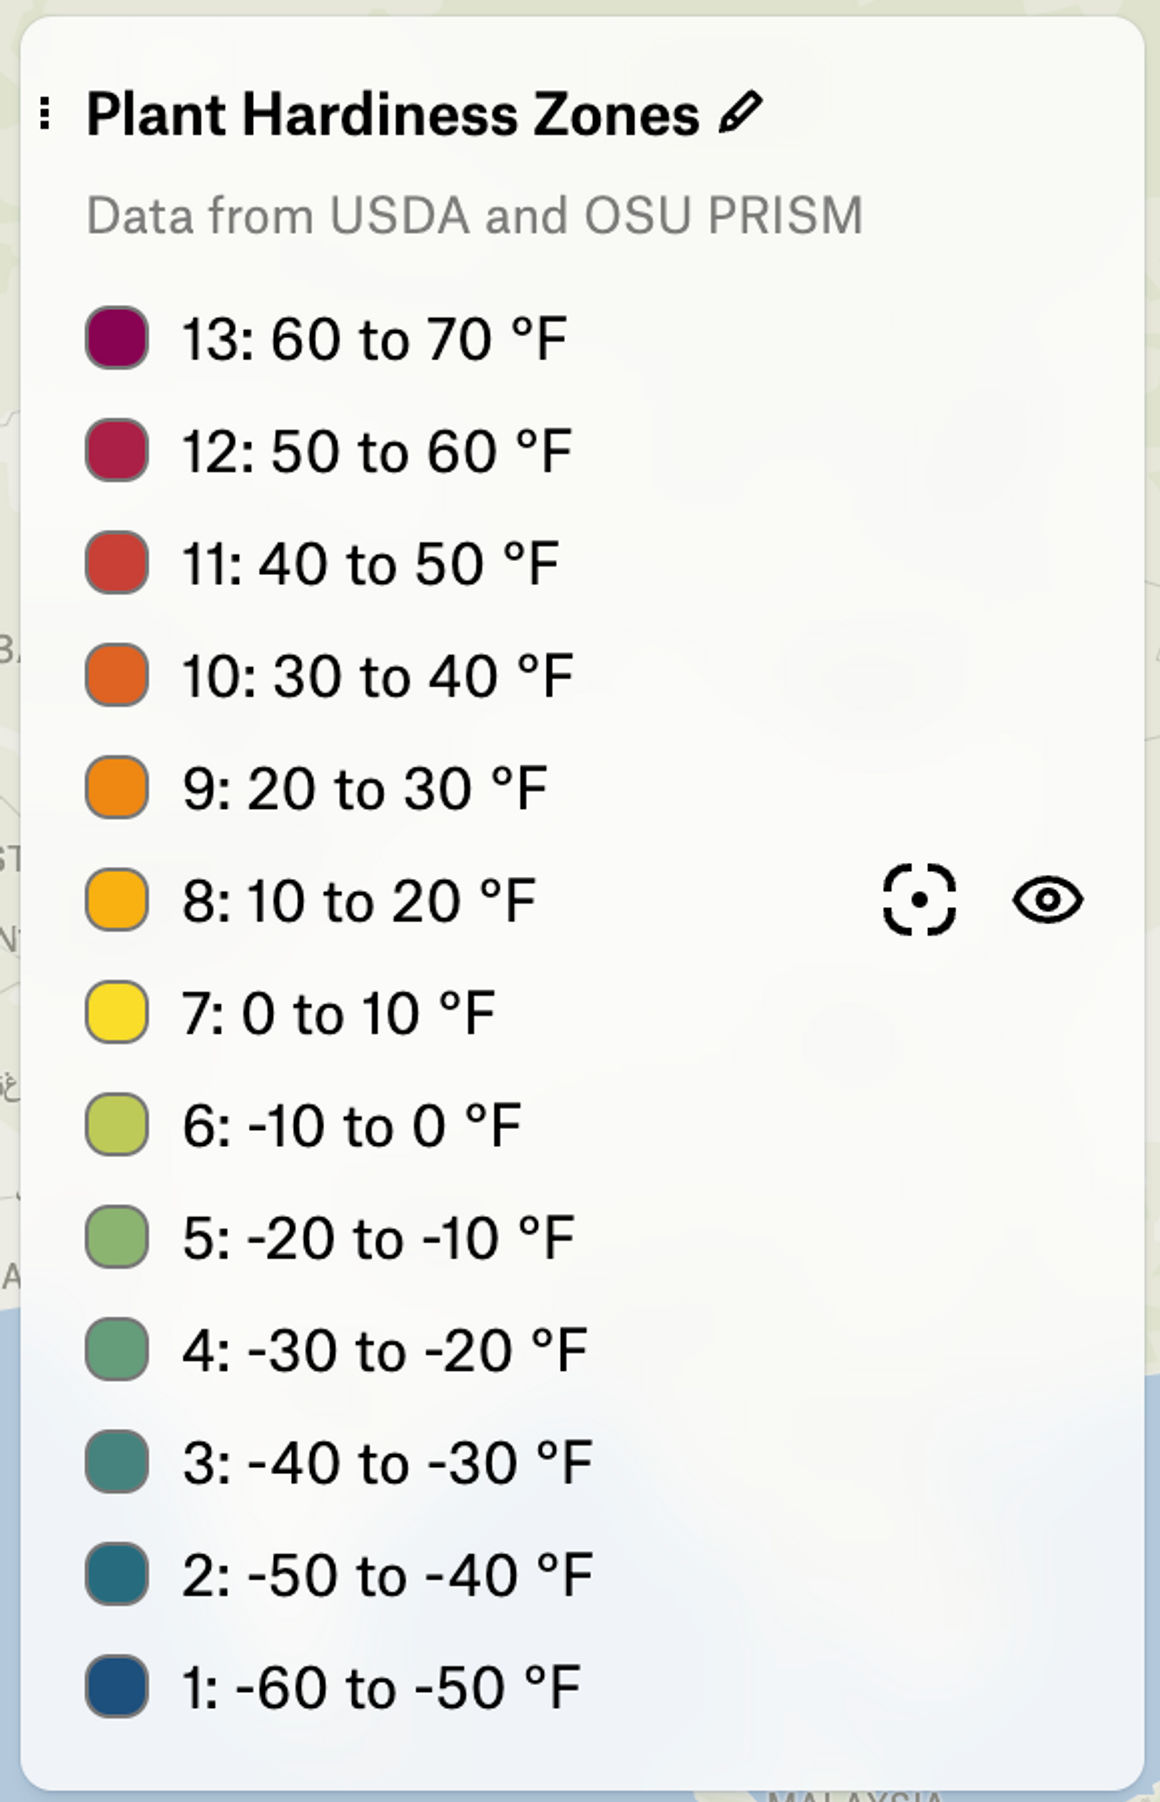 Plant Hardiness Zones
Data from USDA and OSU PRISM
13: 60 to 70 °F
12: 50 to 60 °F
11: 40 to 50 °F
10: 30 to 40 °F
9: 20 to 30 °F
8: 10 to 20 °F
7: 0 to 10 °F
6: -10 to 0 °F
5: -20 to -10 °F
4: -30 to -20 °F
3: -40 to -30 °F
2: -50 to -40 °F
1: -60 to -50 °F
MALAYSIA